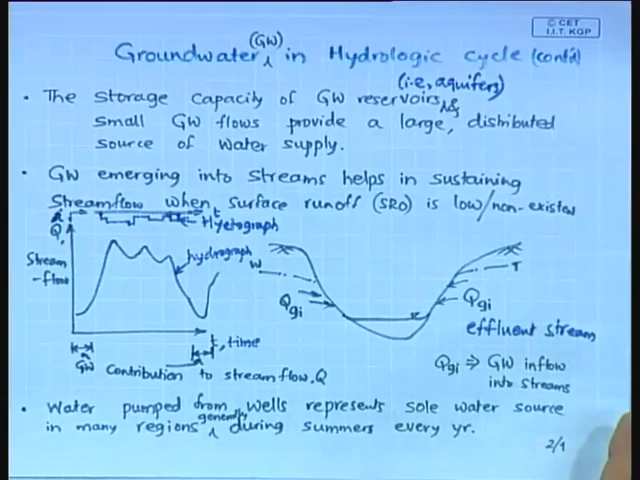 © CET
I.I.T. KGP
Groundwater (GW) in Hydrologic cycle (contd)
(i.e, aquifers)
• The storage capacity of GW reservoirs &
small GW flows provide a large, distributed
source of water supply.
• GW emerging into streams helps in sustaining
Streamflow when surface runoff (SRO) is low/non-existen
t
Hyetograph
Q,
Stream
-flow
hydrograph
W
T
Qgi
Qgi
effluent stream
t, time
GW Contribution to streamflow, Q
Qgi ⇒ GW inflow
into streams
• Water pumped from wells generally represents sole water source
in many regions during summers every yr.
2/1